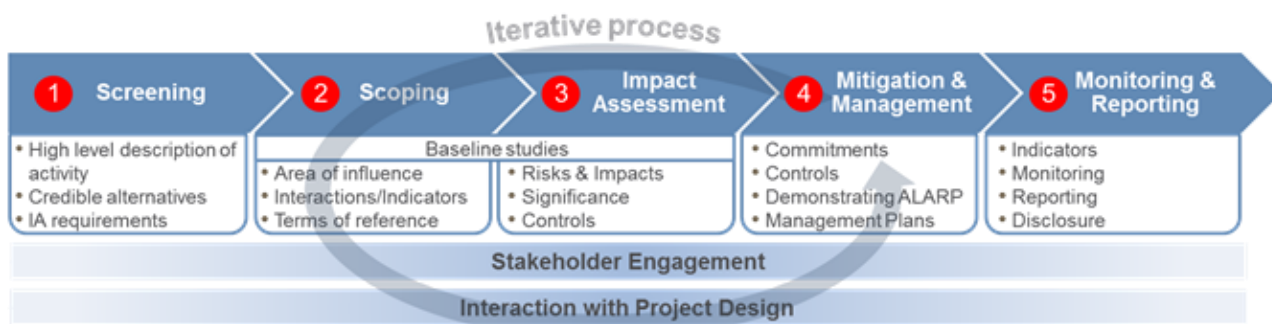 Iterative process
1 Screening
2 Scoping
3 Impact
Assessment
4 Mitigation &
Management
5 Monitoring &
Reporting
• High level description of
activity
• Credible alternatives
• IA requirements
Baseline studies
• Area of influence
• Interactions/Indicators
• Terms of reference
• Risks & Impacts
• Significance
• Controls
• Commitments
• Controls
• Demonstrating ALARP
• Management Plans
• Indicators
• Monitoring
• Reporting
• Disclosure
Stakeholder Engagement
Interaction with Project Design